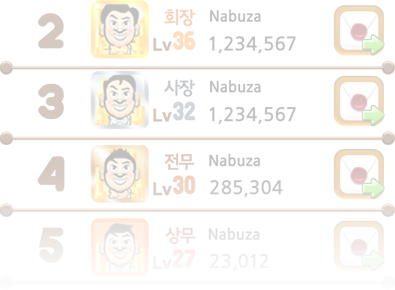 2
회장 Nabuza
Lv36 1,234,567
3
사장 Nabuza
Lv32 1,234,567
4
전무 Nabuza
Lv30 285,304
5
상무 Nabuza
Lv27 23,012